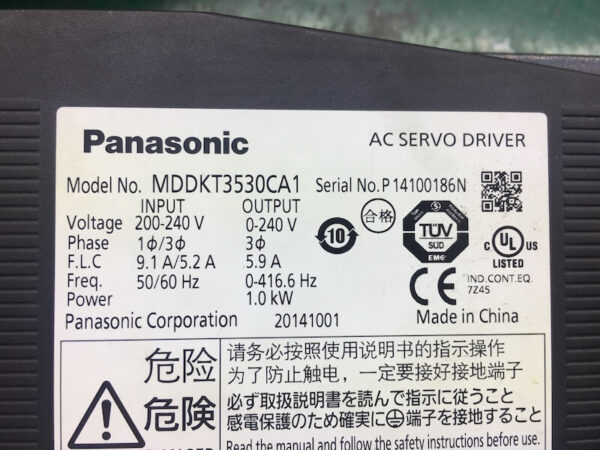 Panasonic AC SERVO DRIVER
Model No. MDDKT3530CA1 Serial No. P14100186N
INPUT OUTPUT
Voltage 200-240 V 0-240 V
Phase 1ϕ/3ϕ 3ϕ
F.L.C 9.1 A/5.2 A 5.9 A
Freq. 50/60 Hz 0-416.6 Hz
Power 1.0 kW
Panasonic Corporation 20141001
10
合格
TÜV
SÜD
EMC
C UL US
LISTED
CE
IND.CONT.EQ.
7Z45
Made in China
危险
危険
请务必按照使用说明书的指示操作
为了防止触电，一定要接好接地端子
必ず取扱説明書を読んで指示に従うこと
感電保護のため確実に⏚端子を接地すること
Read the manual and follow the safety instructions before use.